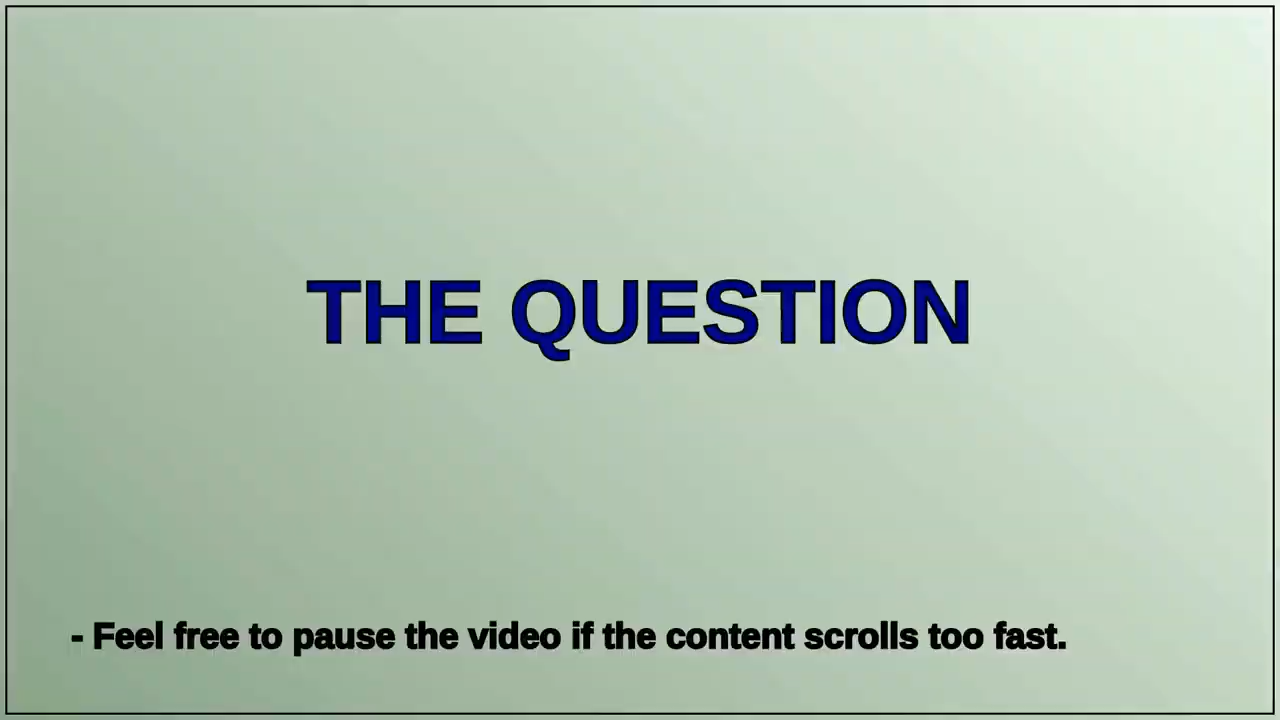 THE QUESTION
- Feel free to pause the video if the content scrolls too fast.